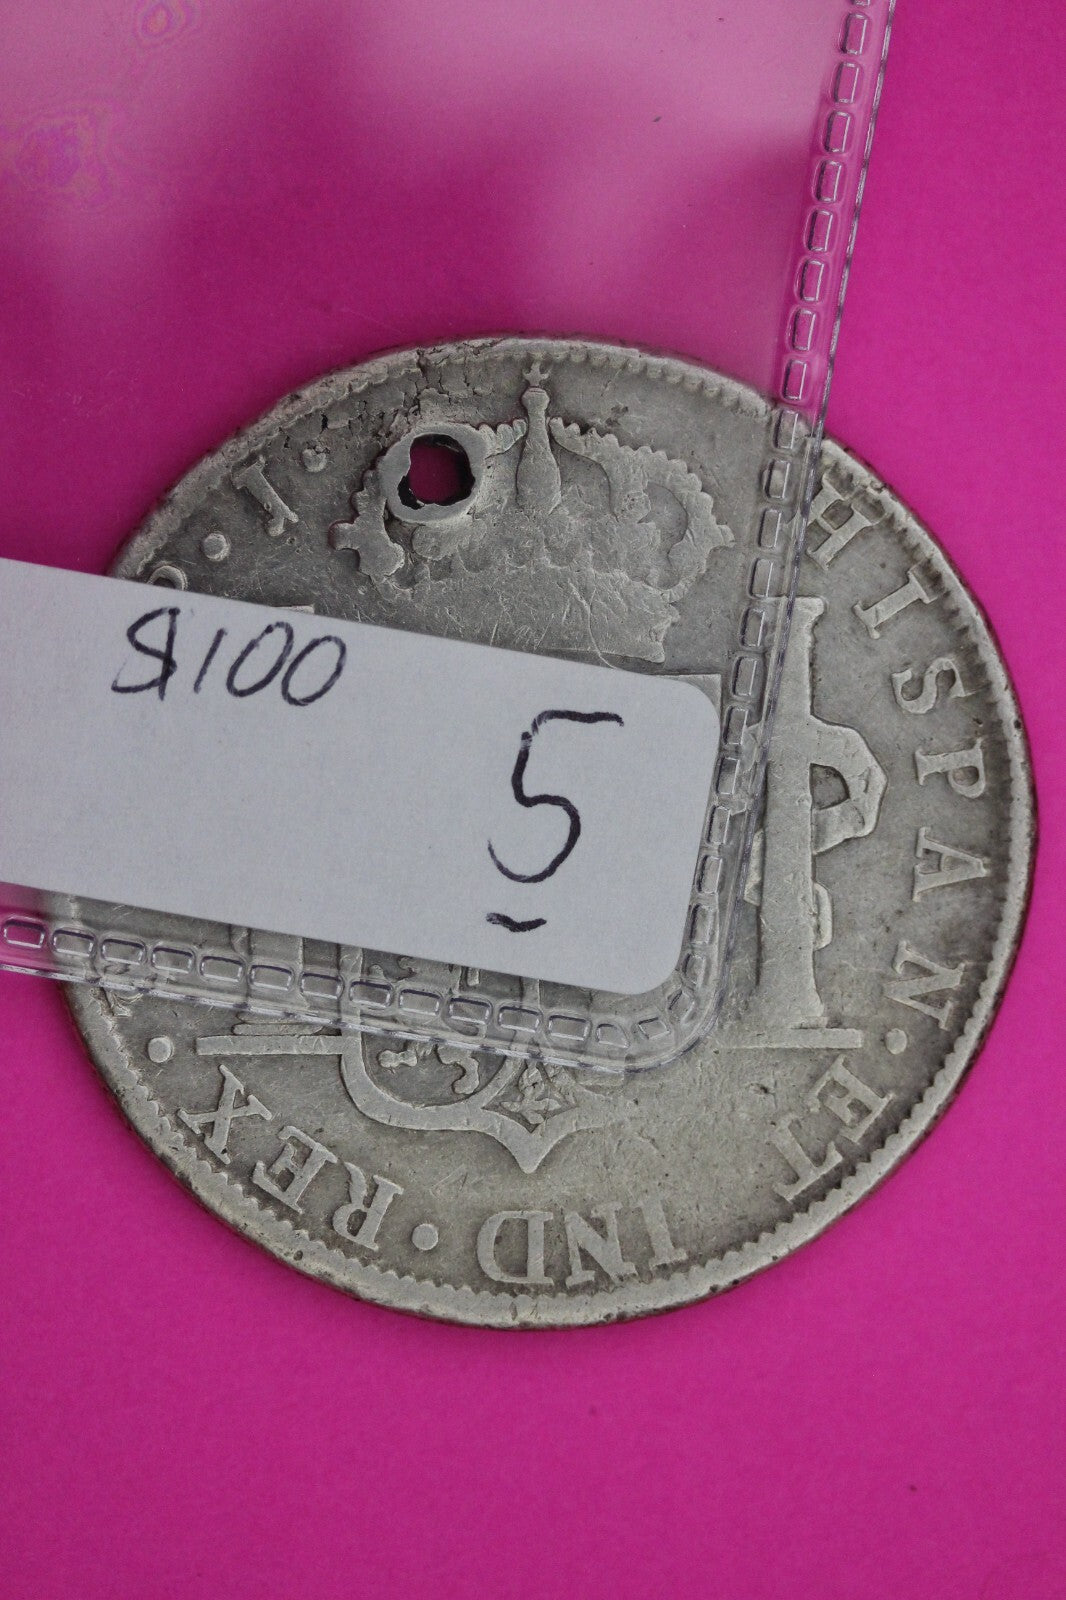 $100
5
HISPAN · ET IND · REX
· J ·